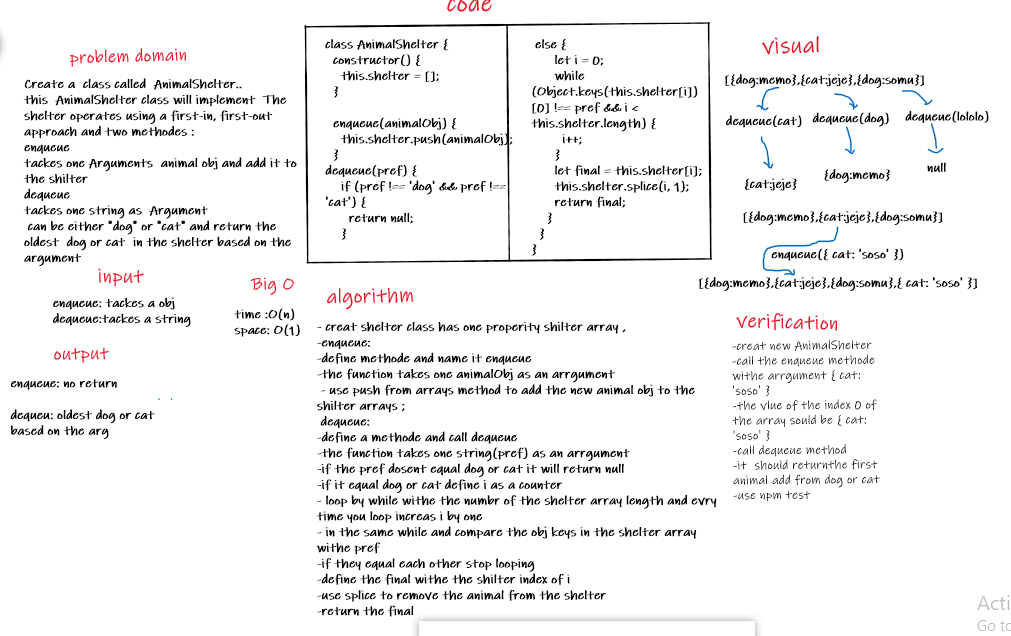 code
problem domain
Create a class called AnimalShelter..
this AnimalShelter class will implement The
shelter operates using a first-in, first-out
approach and two methodes :
enqueue
tackes one Arguments animal obj and add it to
the shilter
dequeue
tackes one string as Argument
can be either "dog" or "cat" and return the
oldest dog or cat in the shelter based on the
argument
input
enqueue: tackes a obj
dequeue:tackes a string
output
enqueue: no return
dequeu: oldest dog or cat
based on the arg
Big O
time :O(n)
space: O(1)
class AnimalShelter {
constructor() {
this.shelter = [];
}
enqueue(animalObj) {
this.shelter.push(animalObj);
}
dequeue(pref) {
if (pref !== 'dog' && pref !==
'cat') {
return null;
}
else {
let i = 0;
while
(Object.keys(this.shelter[i])
[0] !== pref && i <
this.shelter.length) {
i++;
}
let final = this.shelter[i];
this.shelter.splice(i, 1);
return final;
}
}
}
algorithm
- creat shelter class has one property shilter array ,
-enqueue:
-define methode and name it enqueue
-the function takes one animalObj as an arrgument
- use push from arrays method to add the new animal obj to the
shilter arrays ;
dequeue:
-define a methode and call dequeue
-the function takes one string(pref) as an arrgument
-if the pref dosent equal dog or cat it will return null
-if it equal dog or cat define i as a counter
- loop by while withe the numbr of the shelter array length and evry
time you loop increas i by one
- in the same while and compare the obj keys in the shelter array
withe pref
-if they equal each other stop looping
-define the final withe the shilter index of i
-use splice to remove the animal from the shelter
-return the final
visual
[{dog:memo},{cat:jeje},{dog:somu}]
dequeue(cat) dequeue(dog) dequeue(lololo)
{cat:jeje} {dog:memo} null
[{dog:memo},{cat:jeje},{dog:somu}]
enqueue({ cat: 'soso' })
[{dog:memo},{cat:jeje},{dog:somu},{ cat: 'soso' }]
verification
-creat new AnimalShelter
-call the enqueue methode
withe arrgument { cat:
'soso' }
-the vlue of the index 0 of
the array sould be { cat:
'soso' }
-call dequeue method
-it should returnthe first
animal add from dog or cat
-use npm test
Acti
Go to